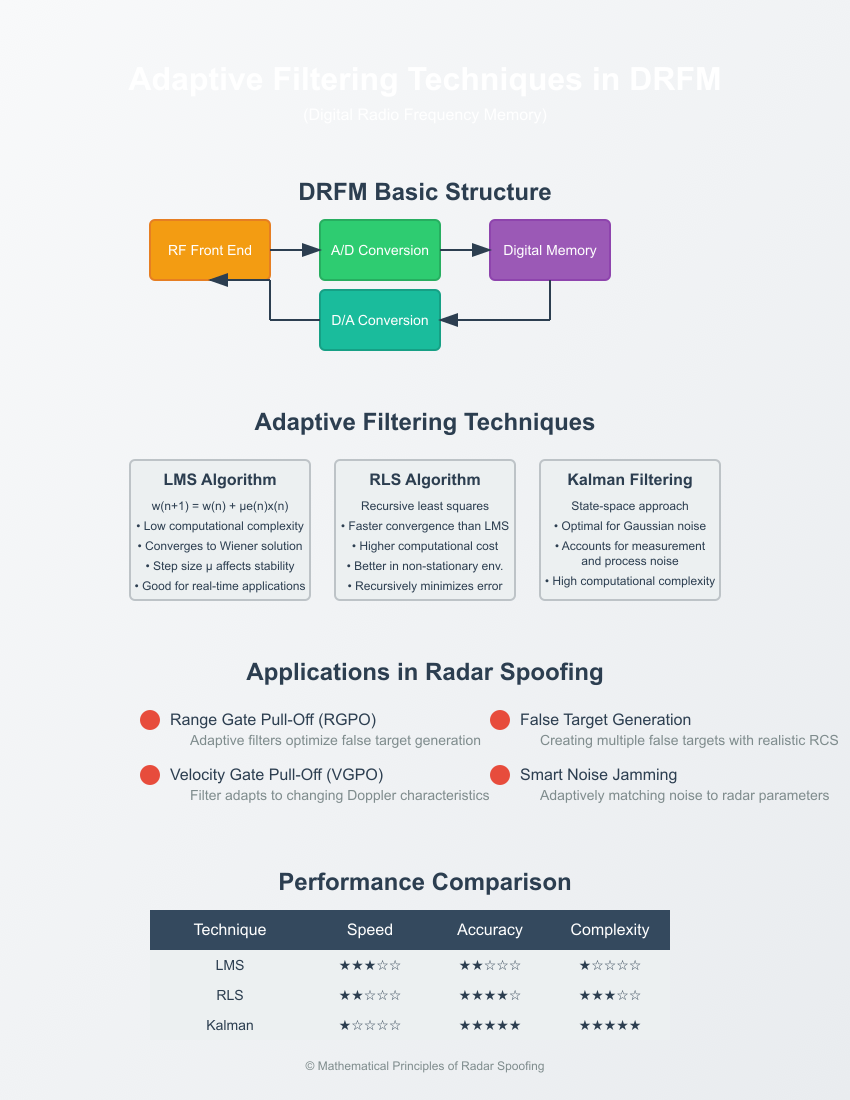 Adaptive Filtering Techniques in DRFM
(Digital Radio Frequency Memory)
DRFM Basic Structure
RF Front End
A/D Conversion
Digital Memory
D/A Conversion
Adaptive Filtering Techniques
LMS Algorithm
w(n+1) = w(n) + μe(n)x(n)
• Low computational complexity
• Converges to Wiener solution
• Step size μ affects stability
• Good for real-time applications
RLS Algorithm
Recursive least squares
• Faster convergence than LMS
• Higher computational cost
• Better in non-stationary env.
• Recursively minimizes error
Kalman Filtering
State-space approach
• Optimal for Gaussian noise
• Accounts for measurement
and process noise
• High computational complexity
Applications in Radar Spoofing
Range Gate Pull-Off (RGPO)
Adaptive filters optimize false target generation
False Target Generation
Creating multiple false targets with realistic RCS
Velocity Gate Pull-Off (VGPO)
Filter adapts to changing Doppler characteristics
Smart Noise Jamming
Adaptively matching noise to radar parameters
Performance Comparison
Technique Speed Accuracy Complexity
LMS ★★★☆☆ ★★☆☆☆ ★☆☆☆☆
RLS ★★☆☆☆ ★★★★☆ ★★★☆☆
Kalman ★☆☆☆☆ ★★★★★ ★★★★★
© Mathematical Principles of Radar Spoofing